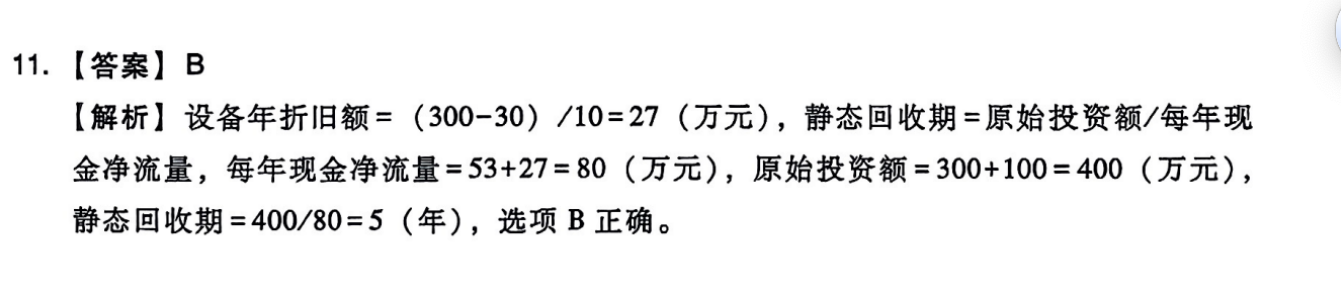 11. 【答案】 B
【解析】设备年折旧额=（300-30）/10=27（万元），静态回收期=原始投资额/每年现
金净流量，每年现金净流量=53+27=80（万元），原始投资额=300+100=400（万元），
静态回收期=400/80=5（年），选项 B 正确。